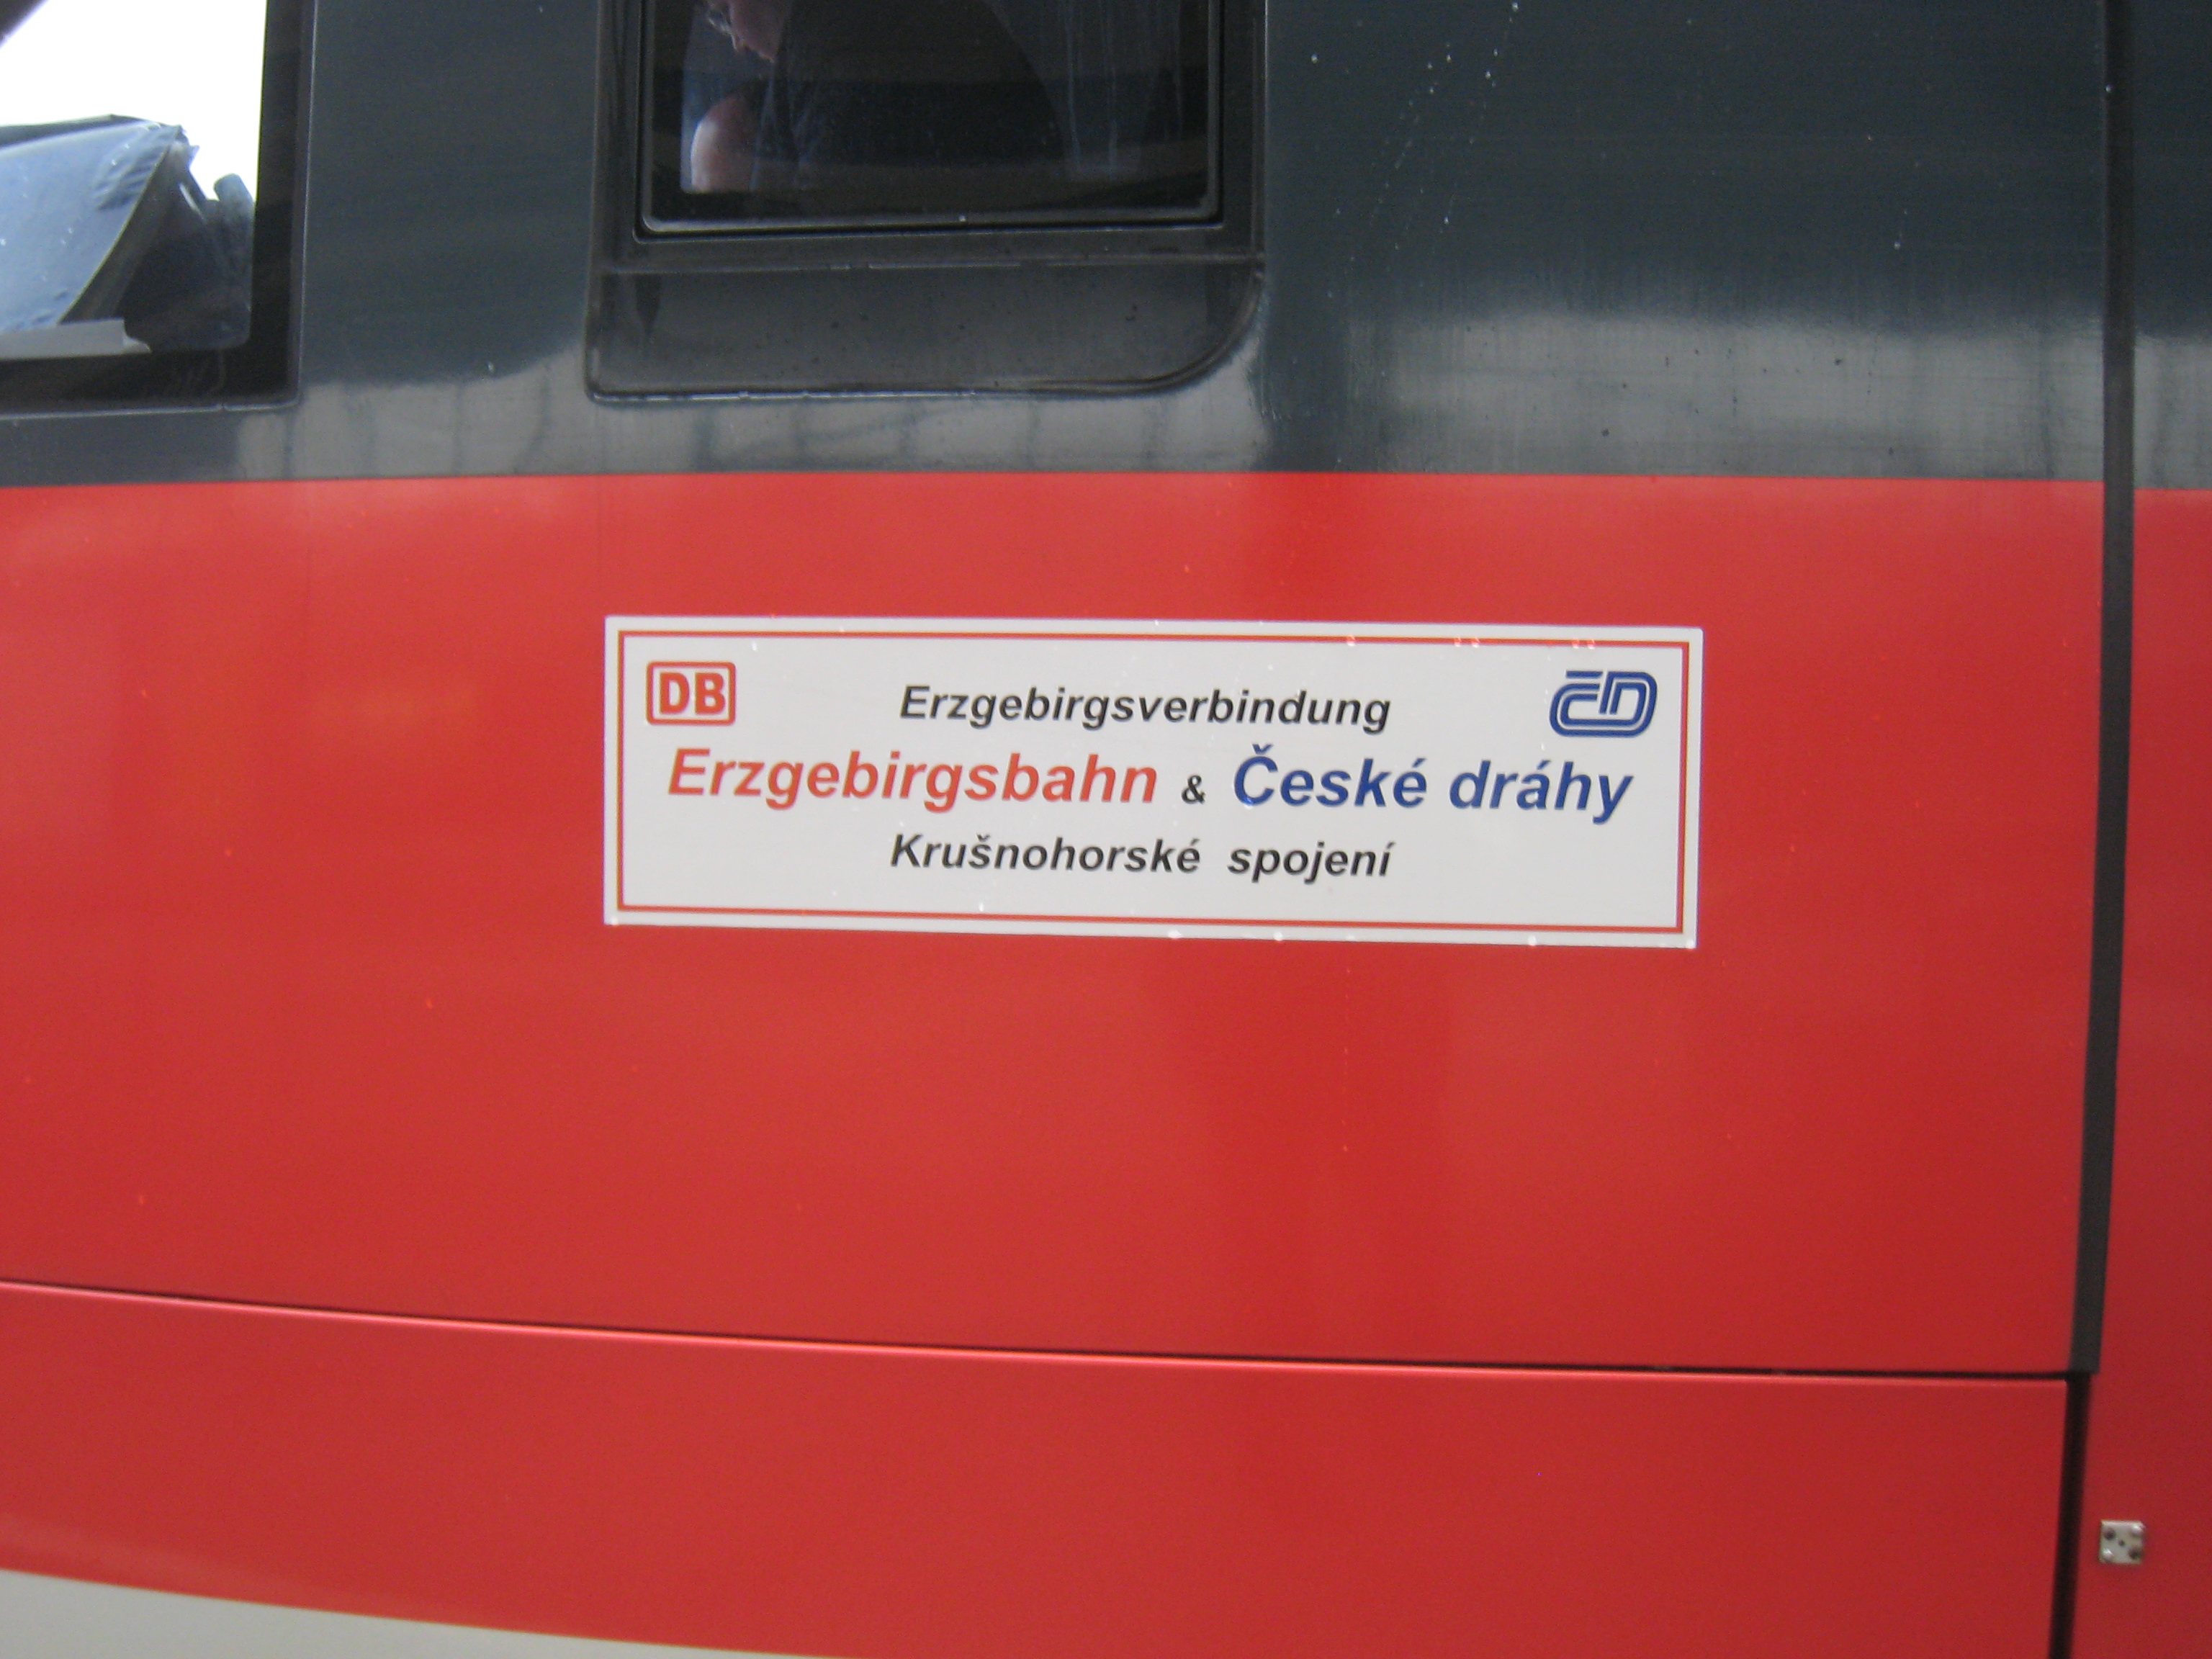 DB Erzgebirgsverbindung ČD
Erzgebirgsbahn & České dráhy
Krušnohorské spojení